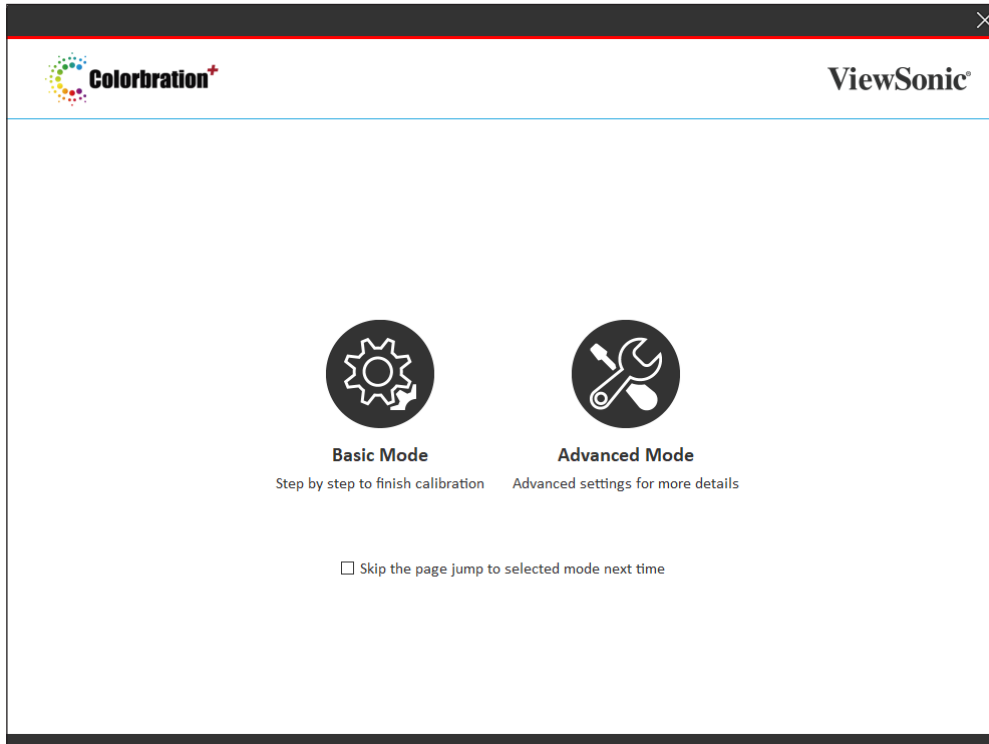 Colorbration+
ViewSonic®
Basic Mode
Advanced Mode
Step by step to finish calibration
Advanced settings for more details
Skip the page jump to selected mode next time